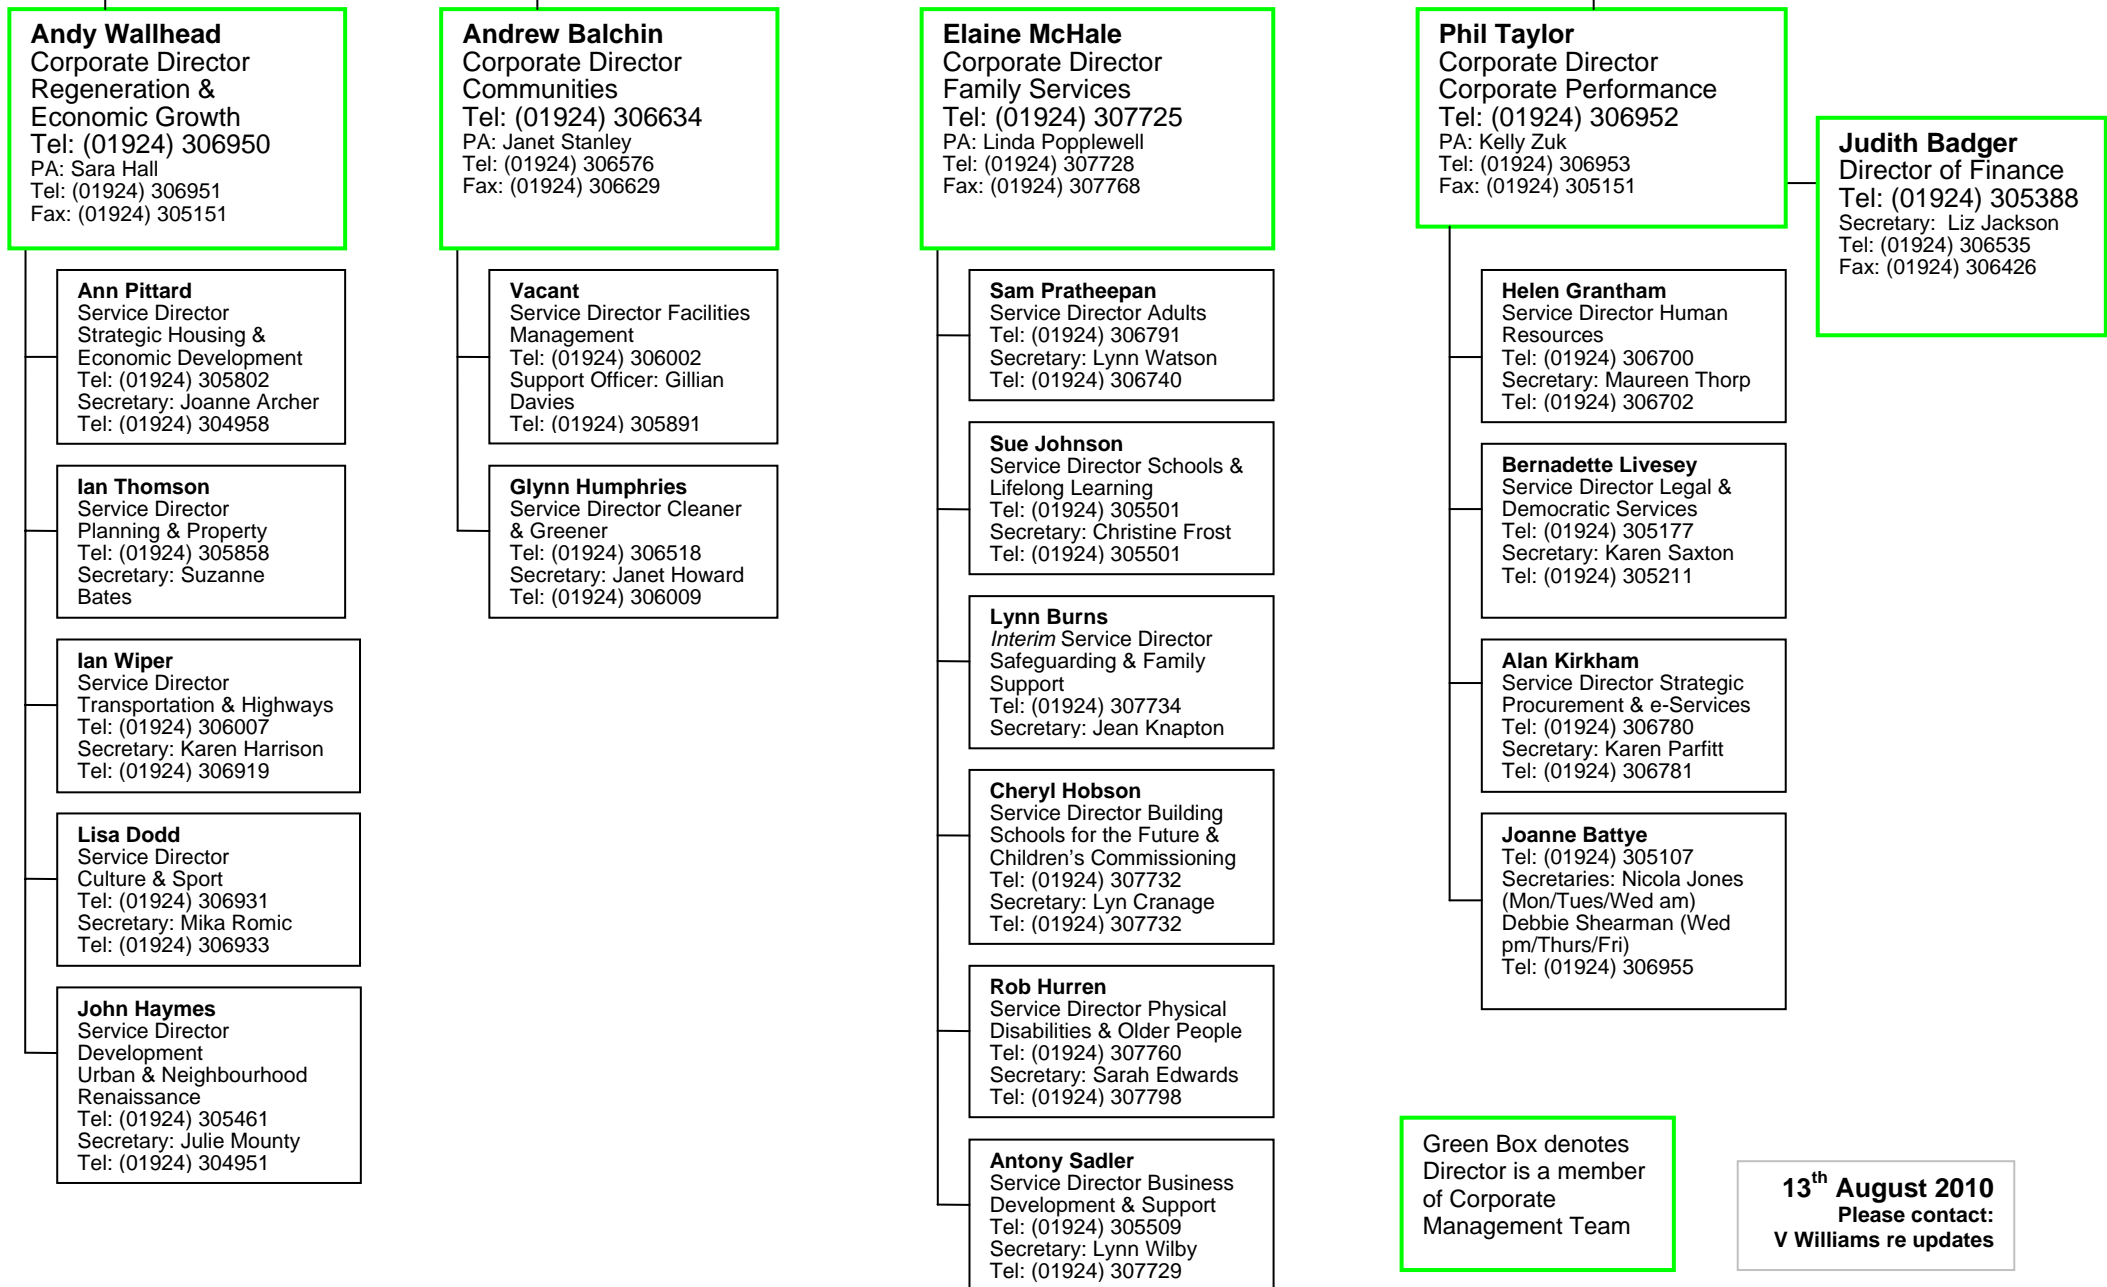 Andy Wallhead
Corporate Director
Regeneration &
Economic Growth
Tel: (01924) 306950
PA: Sara Hall
Tel: (01924) 306951
Fax: (01924) 305151
Ann Pittard
Service Director
Strategic Housing &
Economic Development
Tel: (01924) 305802
Secretary: Joanne Archer
Tel: (01924) 304958
Ian Thomson
Service Director
Planning & Property
Tel: (01924) 305858
Secretary: Suzanne
Bates
Ian Wiper
Service Director
Transportation & Highways
Tel: (01924) 306007
Secretary: Karen Harrison
Tel: (01924) 306919
Lisa Dodd
Service Director
Culture & Sport
Tel: (01924) 306931
Secretary: Mika Romic
Tel: (01924) 306933
John Haymes
Service Director
Development
Urban & Neighbourhood
Renaissance
Tel: (01924) 305461
Secretary: Julie Mounty
Tel: (01924) 304951
Andrew Balchin
Corporate Director
Communities
Tel: (01924) 306634
PA: Janet Stanley
Tel: (01924) 306576
Fax: (01924) 306629
Vacant
Service Director Facilities
Management
Tel: (01924) 306002
Support Officer: Gillian
Davies
Tel: (01924) 305891
Glynn Humphries
Service Director Cleaner
& Greener
Tel: (01924) 306518
Secretary: Janet Howard
Tel: (01924) 306009
Elaine McHale
Corporate Director
Family Services
Tel: (01924) 307725
PA: Linda Popplewell
Tel: (01924) 307728
Fax: (01924) 307768
Sam Pratheepan
Service Director Adults
Tel: (01924) 306791
Secretary: Lynn Watson
Tel: (01924) 306740
Sue Johnson
Service Director Schools &
Lifelong Learning
Tel: (01924) 305501
Secretary: Christine Frost
Tel: (01924) 305501
Lynn Burns
Interim Service Director
Safeguarding & Family
Support
Tel: (01924) 307734
Secretary: Jean Knapton
Cheryl Hobson
Service Director Building
Schools for the Future &
Children’s Commissioning
Tel: (01924) 307732
Secretary: Lyn Cranage
Tel: (01924) 307732
Rob Hurren
Service Director Physical
Disabilities & Older People
Tel: (01924) 307760
Secretary: Sarah Edwards
Tel: (01924) 307798
Antony Sadler
Service Director Business
Development & Support
Tel: (01924) 305509
Secretary: Lynn Wilby
Tel: (01924) 307729
Phil Taylor
Corporate Director
Corporate Performance
Tel: (01924) 306952
PA: Kelly Zuk
Tel: (01924) 306953
Fax: (01924) 305151
Judith Badger
Director of Finance
Tel: (01924) 305388
Secretary: Liz Jackson
Tel: (01924) 306535
Fax: (01924) 306426
Helen Grantham
Service Director Human
Resources
Tel: (01924) 306700
Secretary: Maureen Thorp
Tel: (01924) 306702
Bernadette Livesey
Service Director Legal &
Democratic Services
Tel: (01924) 305177
Secretary: Karen Saxton
Tel: (01924) 305211
Alan Kirkham
Service Director Strategic
Procurement & e-Services
Tel: (01924) 306780
Secretary: Karen Parfitt
Tel: (01924) 306781
Joanne Battye
Tel: (01924) 305107
Secretaries: Nicola Jones
(Mon/Tues/Wed am)
Debbie Shearman (Wed
pm/Thurs/Fri)
Tel: (01924) 306955
Green Box denotes
Director is a member
of Corporate
Management Team
13th August 2010
Please contact:
V Williams re updates